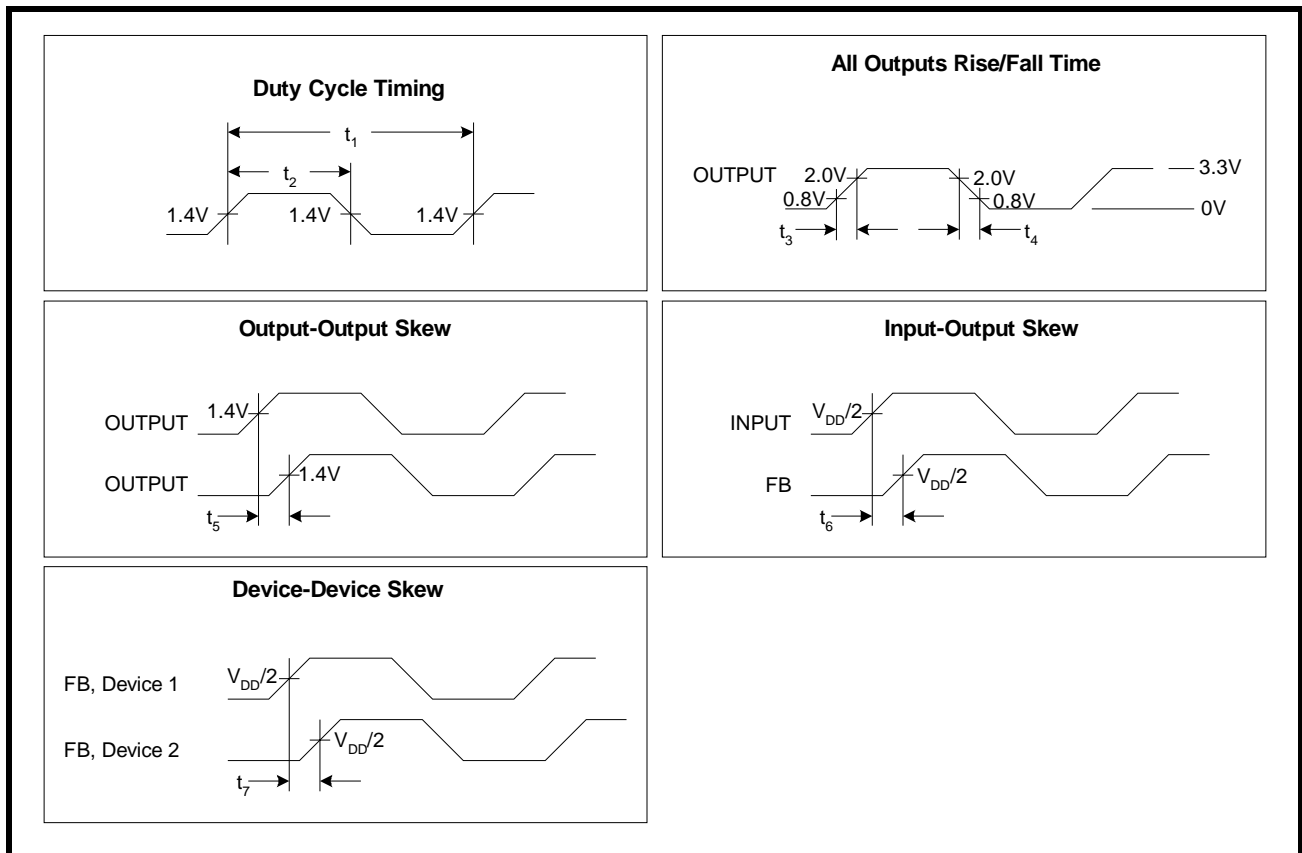 Duty Cycle Timing
t1
t2
1.4V 1.4V 1.4V
All Outputs Rise/Fall Time
OUTPUT 2.0V 2.0V 3.3V
0.8V 0.8V 0V
t3 t4
Output-Output Skew
OUTPUT 1.4V
OUTPUT 1.4V
t5
Input-Output Skew
INPUT VDD/2
FB VDD/2
t6
Device-Device Skew
FB, Device 1 VDD/2
FB, Device 2 VDD/2
t7